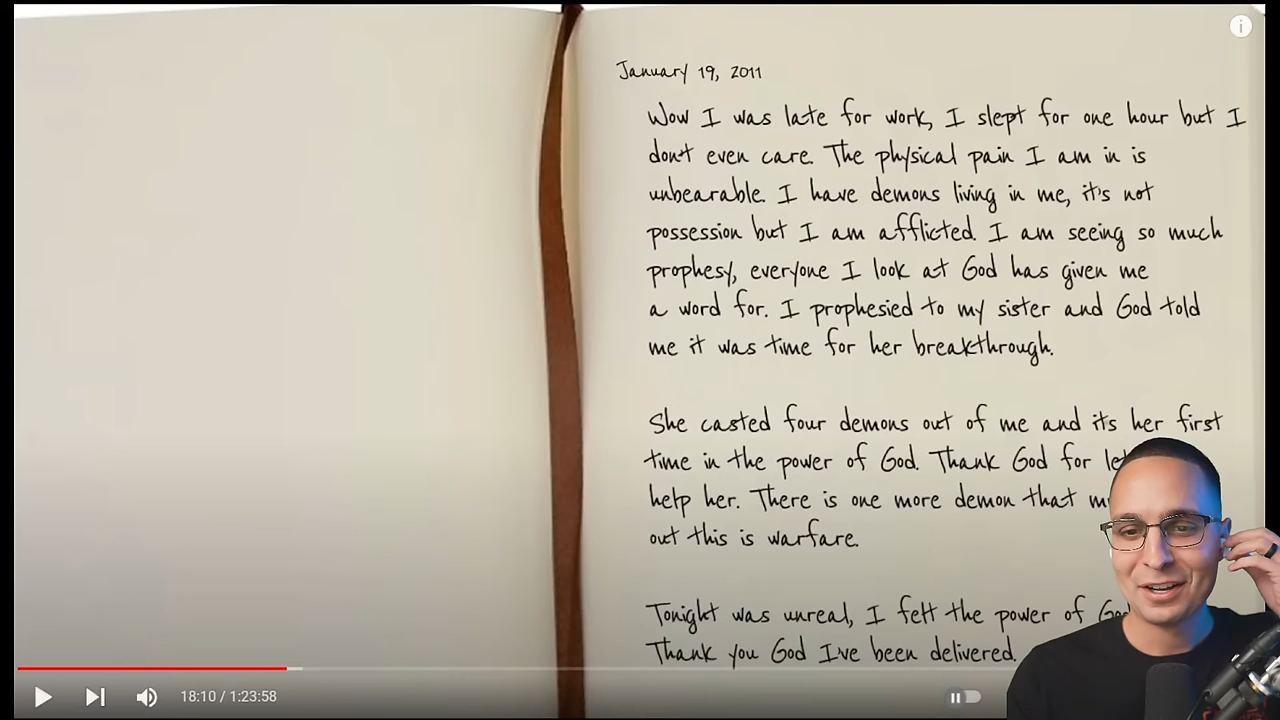 January 19, 2011
Wow I was late for work, I slept for one hour but I
don't even care. The physical pain I am in is
unbearable. I have demons living in me, it's not
possession but I am afflicted. I am seeing so much
prophesy, everyone I look at God has given me
a word for. I prophesied to my sister and God told
me it was time for her breakthrough.
She casted four demons out of me and its her first
time in the power of God. Thank God for
help her. There is one more demon that
out this is warfare.
Tonight was unreal, I felt the power of
Thank you God I've been delivered.
18:10 / 1:23:58